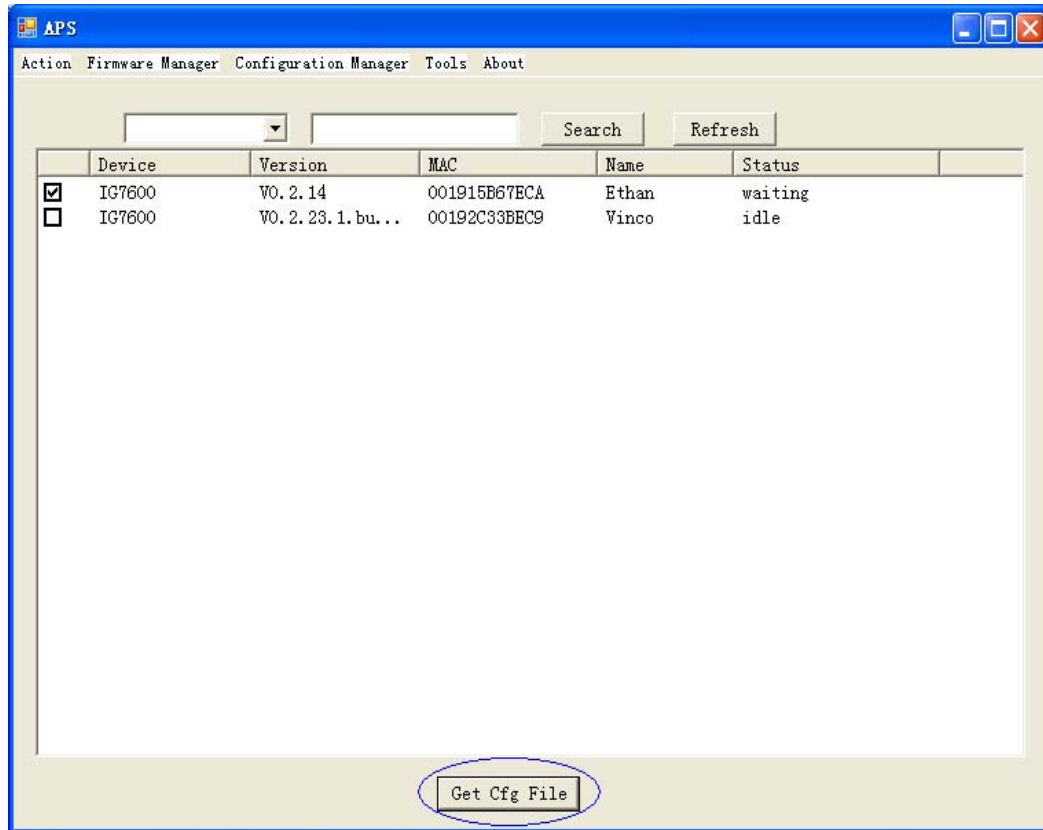 APS
Action Firmware Manager Configuration Manager Tools About
Search Refresh
Device Version MAC Name Status
IG7600 V0.2.14 001915B67ECA Ethan waiting
IG7600 V0.2.23.1.bu... 00192C33BEC9 Vinco idle
Get Cfg File